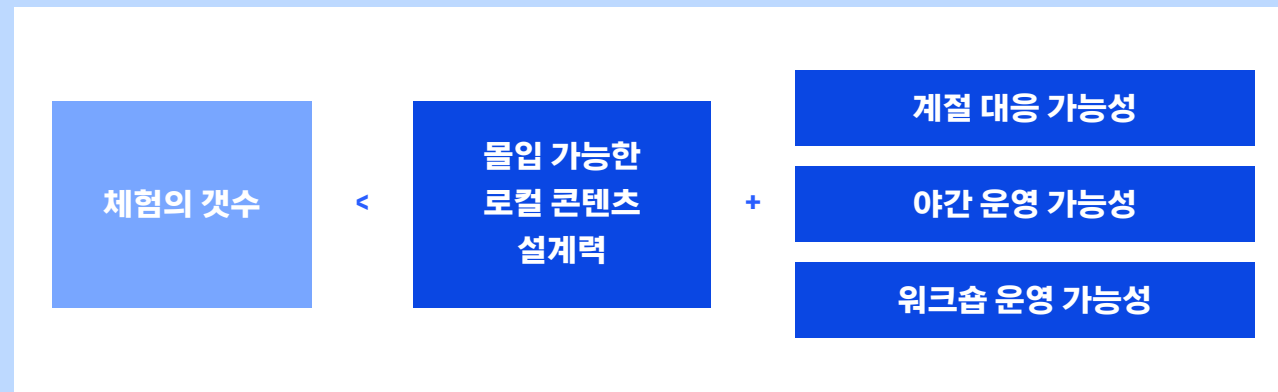 체험의 갯수
<
몰입 가능한
로컬 콘텐츠
설계력
+
계절 대응 가능성
야간 운영 가능성
워크숍 운영 가능성